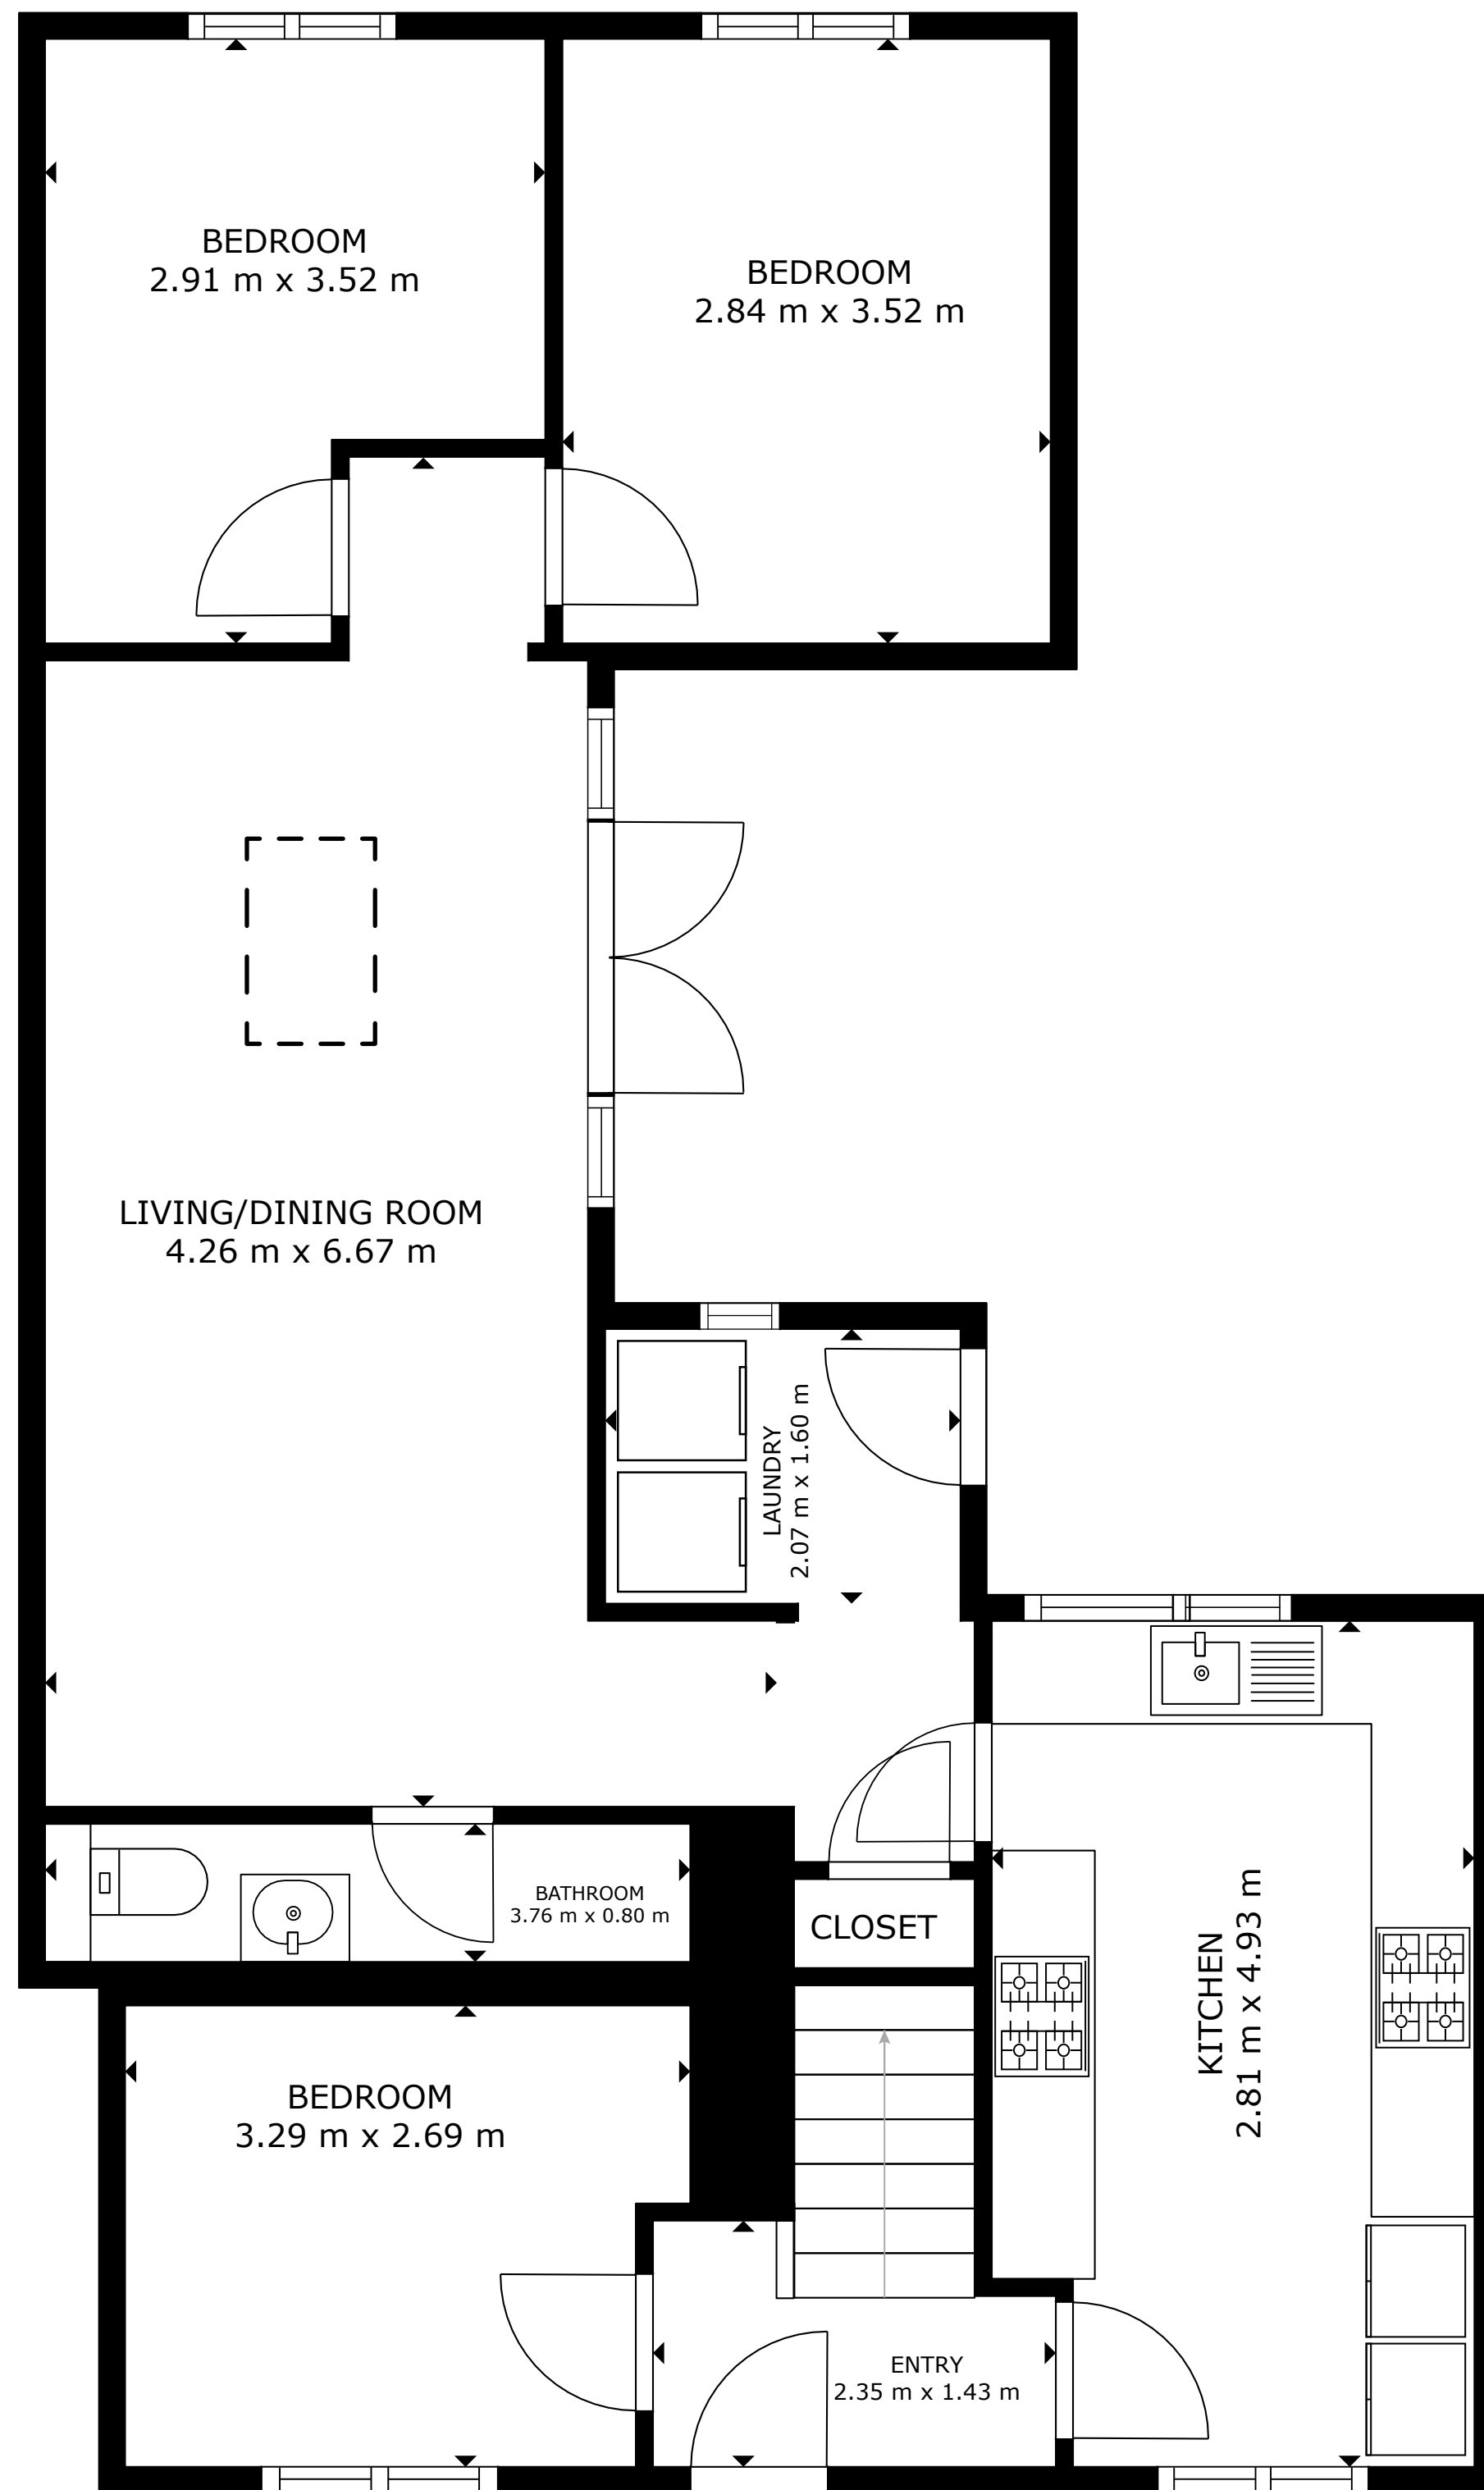 BEDROOM
2.91 m x 3.52 m
BEDROOM
2.84 m x 3.52 m
LIVING/DINING ROOM
4.26 m x 6.67 m
LAUNDRY
2.07 m x 1.60 m
BATHROOM
3.76 m x 0.80 m
CLOSET
KITCHEN
2.81 m x 4.93 m
BEDROOM
3.29 m x 2.69 m
ENTRY
2.35 m x 1.43 m